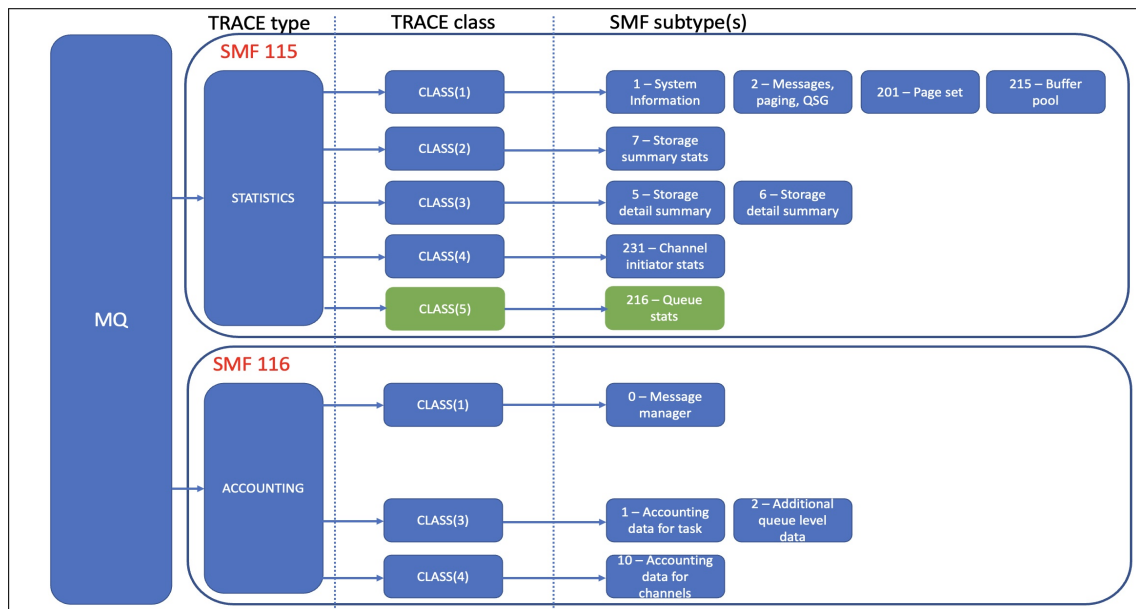 TRACE type
TRACE class
SMF subtype(s)
SMF 115
MQ
STATISTICS
CLASS(1)
1 – System
Information
2 – Messages,
paging, QSG
201 – Page set
215 – Buffer
pool
CLASS(2)
7 – Storage
summary stats
CLASS(3)
5 – Storage
detail summary
6 – Storage
detail summary
CLASS(4)
231 – Channel
initiator stats
CLASS(5)
216 – Queue
stats
SMF 116
ACCOUNTING
CLASS(1)
0 – Message
manager
CLASS(3)
1 – Accounting
data for task
2 – Additional
queue level
data
CLASS(4)
10 – Accounting
data for
channels